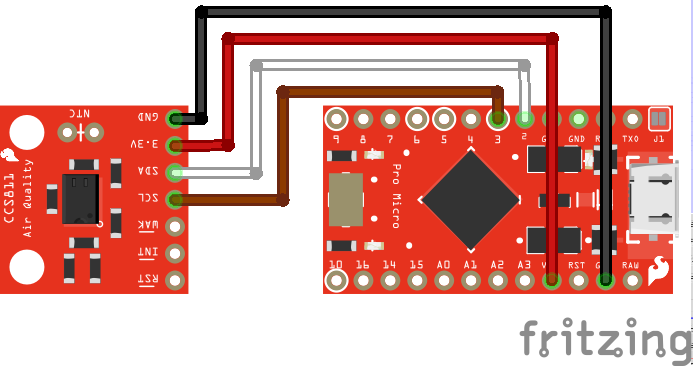 NTC
GND
3.3V
SDA
SCL
WAK
INT
RST
CCS811
Air Quality
9 8 7 6 5 4 3 2 G GND R TX0 J1
Pro Micro
10 16 14 15 A0 A1 A2 A3 V RST G RAW
fritzing